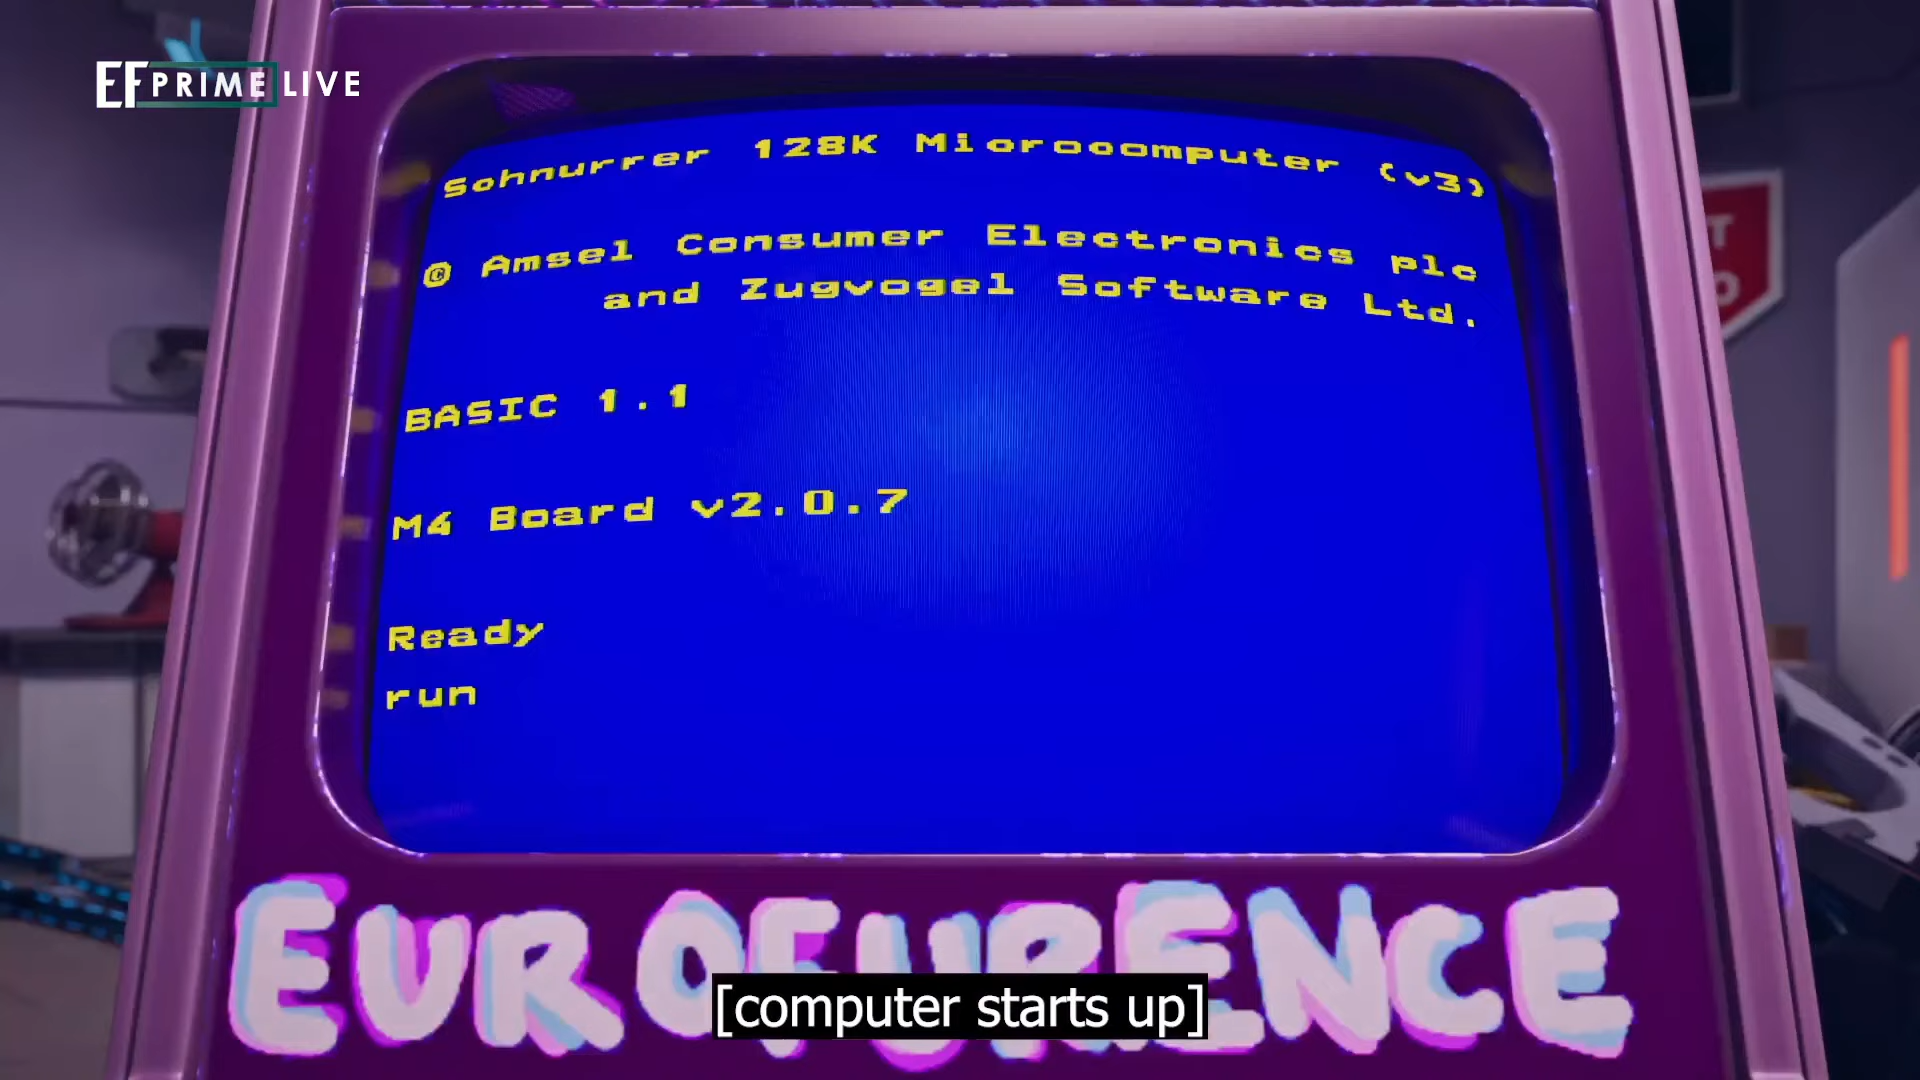 EF PRIME LIVE
Schnurrer 128K Microcomputer (v3)
© Amsel Consumer Electronics plc
and Zugvogel Software Ltd.
BASIC 1.1
M4 Board v2.0.7
Ready
run
EUROFURENCE
[computer starts up]